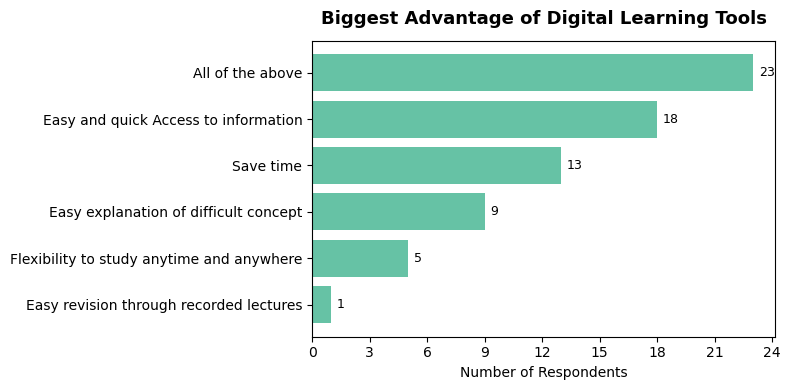 Biggest Advantage of Digital Learning Tools
All of the above 23
Easy and quick Access to information 18
Save time 13
Easy explanation of difficult concept 9
Flexibility to study anytime and anywhere 5
Easy revision through recorded lectures 1
0 3 6 9 12 15 18 21 24
Number of Respondents